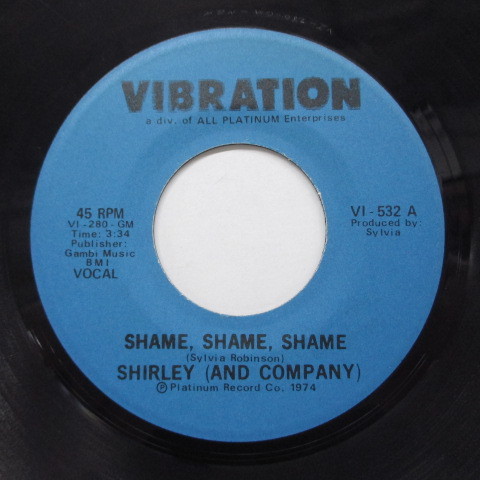 VIBRATION
a div. of ALL PLATINUM Enterprises
45 RPM
VI-280-GM
Time: 3:34
Publisher:
Gambi Music
BMI
VOCAL
VI-532 A
Produced by:
Sylvia
SHAME, SHAME, SHAME
(Sylvia Robinson)
SHIRLEY (AND COMPANY)
Ⓟ Platinum Record Co. 1974